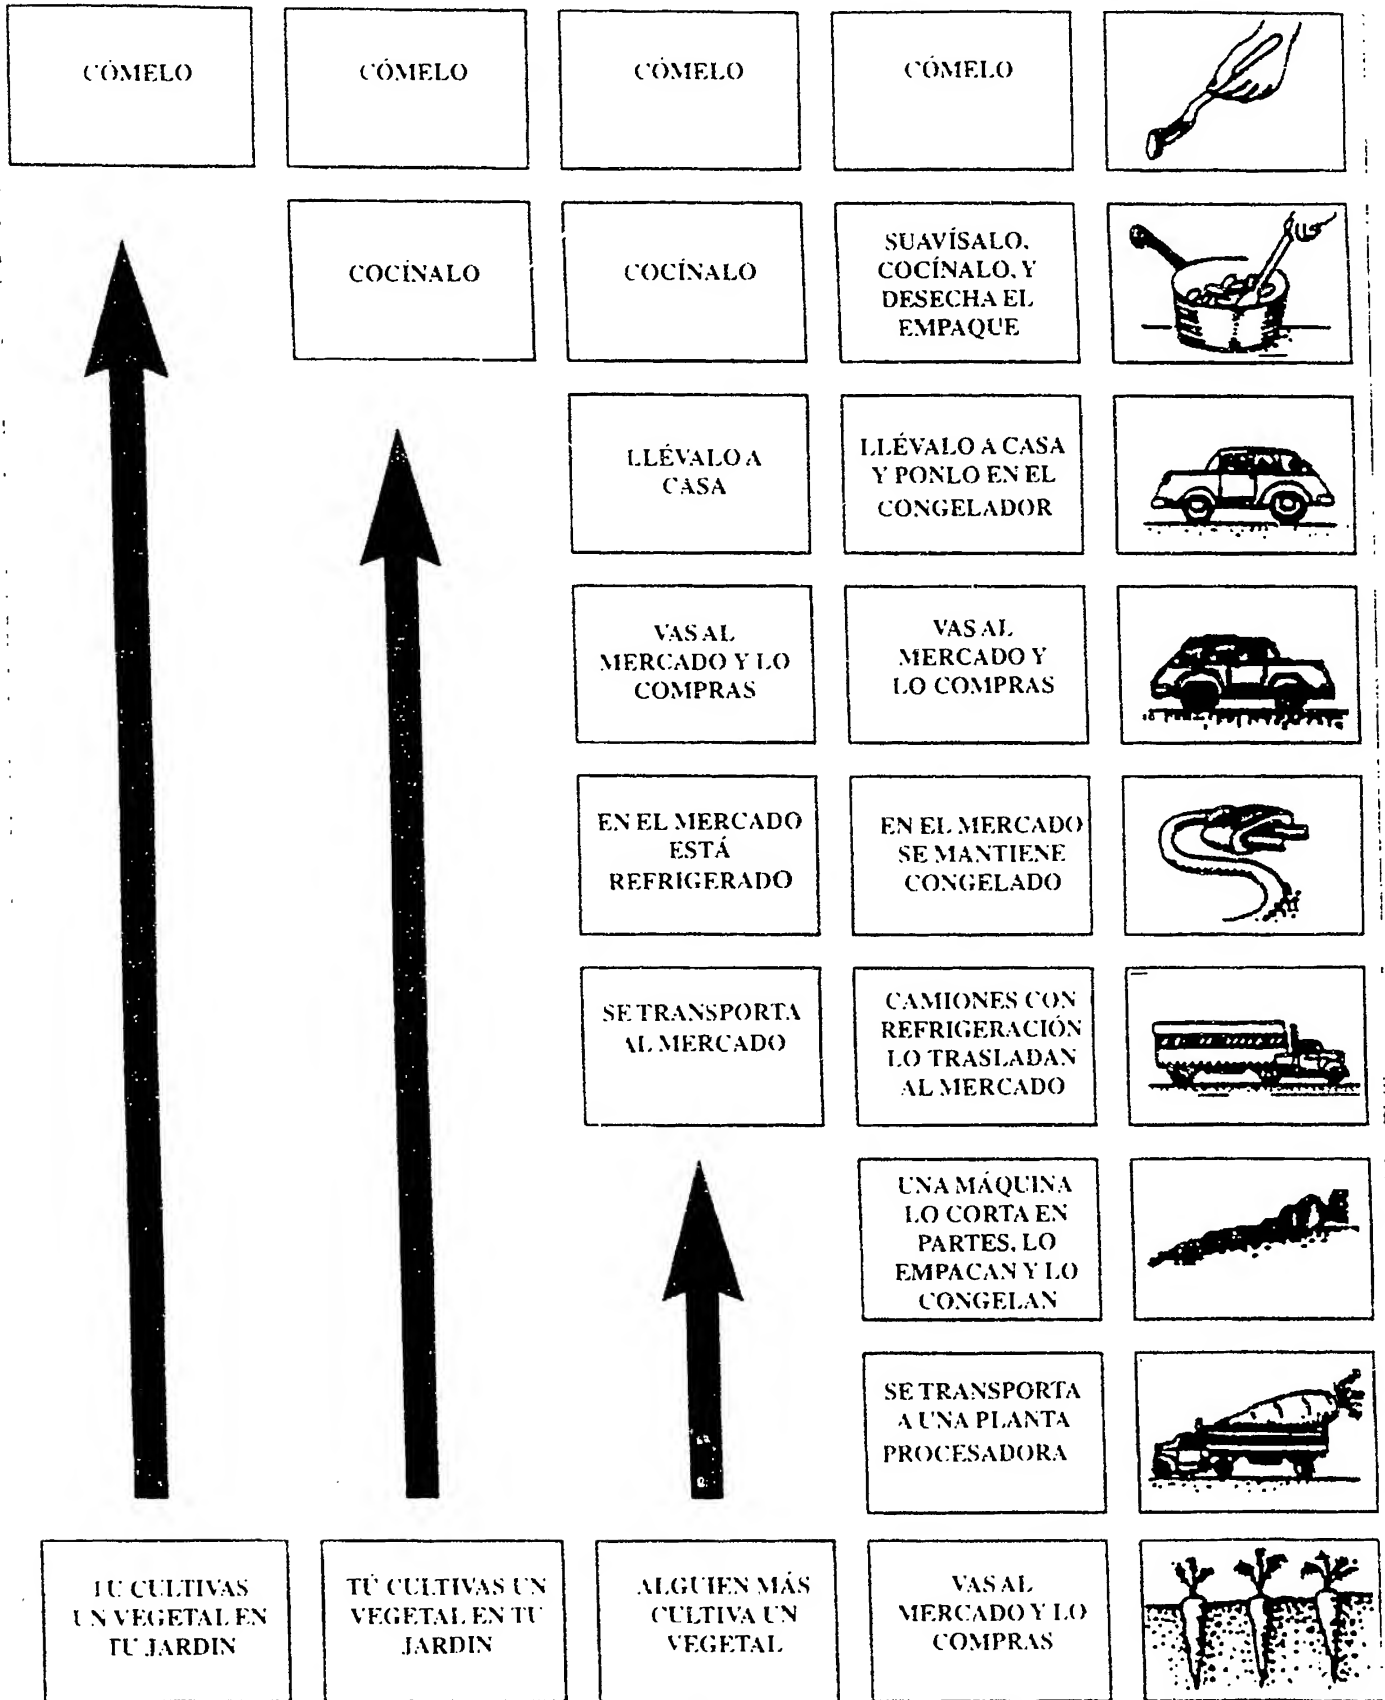 CÓMELO
CÓMELO
CÓMELO
CÓMELO
COCÍNALO
COCÍNALO
SUAVÍSALO,
COCÍNALO, Y
DESECHA EL
EMPAQUE
LLÉVALO A
CASA
LLÉVALO A CASA
Y PONLO EN EL
CONGELADOR
VAS AL
MERCADO Y LO
COMPRAS
VAS AL
MERCADO Y
LO COMPRAS
EN EL MERCADO
ESTÁ
REFRIGERADO
EN EL MERCADO
SE MANTIENE
CONGELADO
SE TRANSPORTA
AL MERCADO
CAMIONES CON
REFRIGERACIÓN
LO TRASLADAN
AL MERCADO
UNA MÁQUINA
LO CORTA EN
PARTES, LO
EMPACAN Y LO
CONGELAN
SE TRANSPORTA
A UNA PLANTA
PROCESADORA
TU CULTIVAS
UN VEGETAL EN
TU JARDIN
TÚ CULTIVAS UN
VEGETAL EN TU
JARDIN
ALGUIEN MÁS
CULTIVA UN
VEGETAL
VAS AL
MERCADO Y LO
COMPRAS